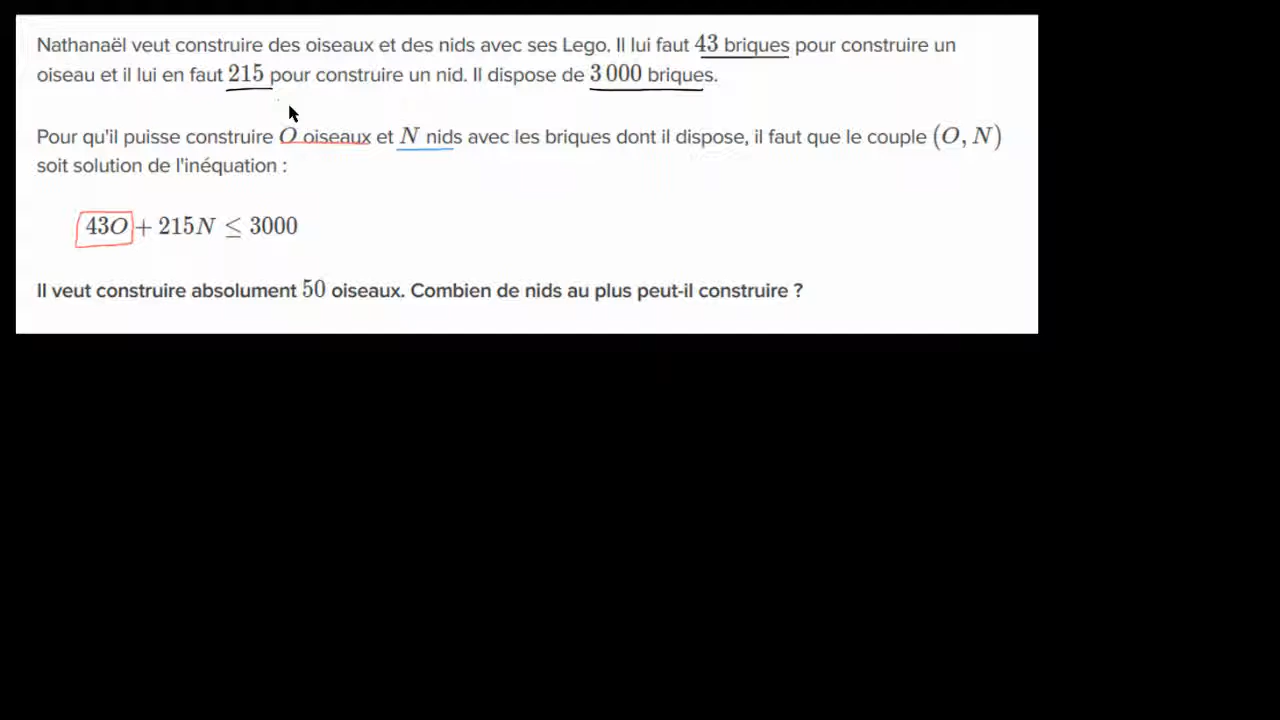 Nathanaël veut construire des oiseaux et des nids avec ses Lego. Il lui faut 43 briques pour construire un
oiseau et il lui en faut 215 pour construire un nid. Il dispose de 3 000 briques.
Pour qu'il puisse construire O oiseaux et N nids avec les briques dont il dispose, il faut que le couple (O, N)
soit solution de l'inéquation :
43O + 215N ≤ 3000
Il veut construire absolument 50 oiseaux. Combien de nids au plus peut-il construire ?